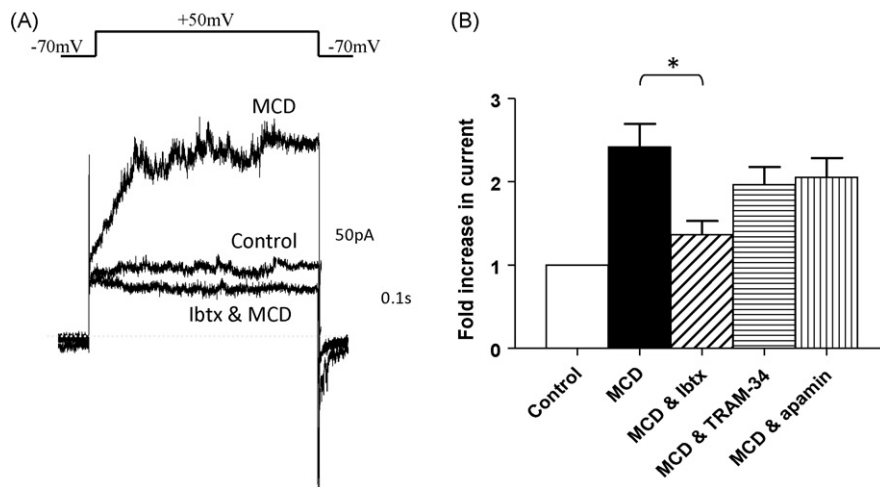 (A)
+50mV
-70mV
-70mV
MCD
Control
50pA
0.1s
Ibtx & MCD
(B)
*
Fold increase in current
3
2
1
0
Control
MCD
MCD & Ibtx
MCD & TRAM-34
MCD & apamin